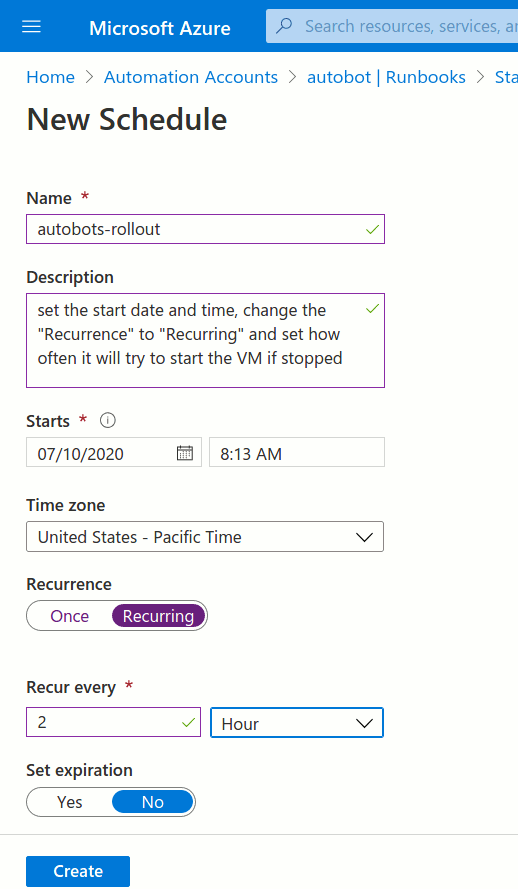 Microsoft Azure
Search resources, services, an
Home > Automation Accounts > autobot | Runbooks > Sta
New Schedule
Name *
autobots-rollout
Description
set the start date and time, change the
"Recurrence" to "Recurring" and set how
often it will try to start the VM if stopped
Starts *
07/10/2020 8:13 AM
Time zone
United States - Pacific Time
Recurrence
Once Recurring
Recur every *
2 Hour
Set expiration
Yes No
Create